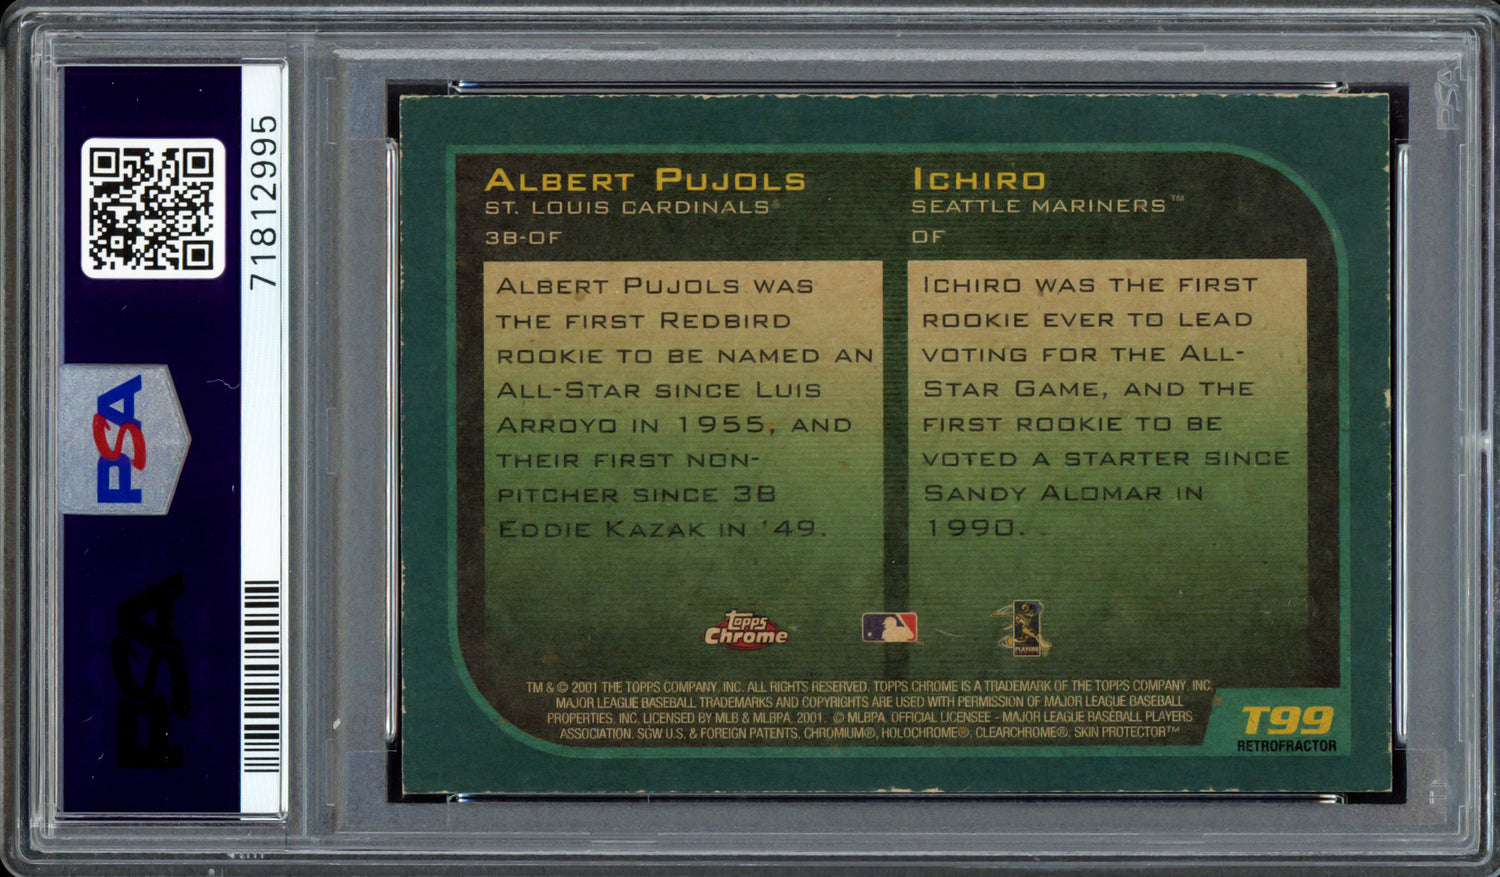 71812995
PSA
PSA
PSA
ALBERT PUJOLS
ST. LOUIS CARDINALS®
3B-OF
ALBERT PUJOLS WAS
THE FIRST REDBIRD
ROOKIE TO BE NAMED AN
ALL-STAR SINCE LUIS
ARROYO IN 1955, AND
THEIR FIRST NON-
PITCHER SINCE 3B
EDDIE KAZAK IN '49.
ICHIRO
SEATTLE MARINERS™
OF
ICHIRO WAS THE FIRST
ROOKIE EVER TO LEAD
VOTING FOR THE ALL-
STAR GAME, AND THE
FIRST ROOKIE TO BE
VOTED A STARTER SINCE
SANDY ALOMAR IN
1990.
Topps
Chrome™
PLAYERS
TM & © 2001 THE TOPPS COMPANY, INC. ALL RIGHTS RESERVED. TOPPS CHROME IS A TRADEMARK OF THE TOPPS COMPANY, INC.
MAJOR LEAGUE BASEBALL TRADEMARKS AND COPYRIGHTS ARE USED WITH PERMISSION OF MAJOR LEAGUE BASEBALL
PROPERTIES, INC. LICENSED BY MLB & MLBPA, 2001. © MLBPA. OFFICIAL LICENSEE - MAJOR LEAGUE BASEBALL PLAYERS
ASSOCIATION. SGW U.S. & FOREIGN PATENTS, CHROMIUM®, HOLOCHROME®, CLEARCHROME®, SKIN PROTECTOR™
T99
RETROFRACTOR